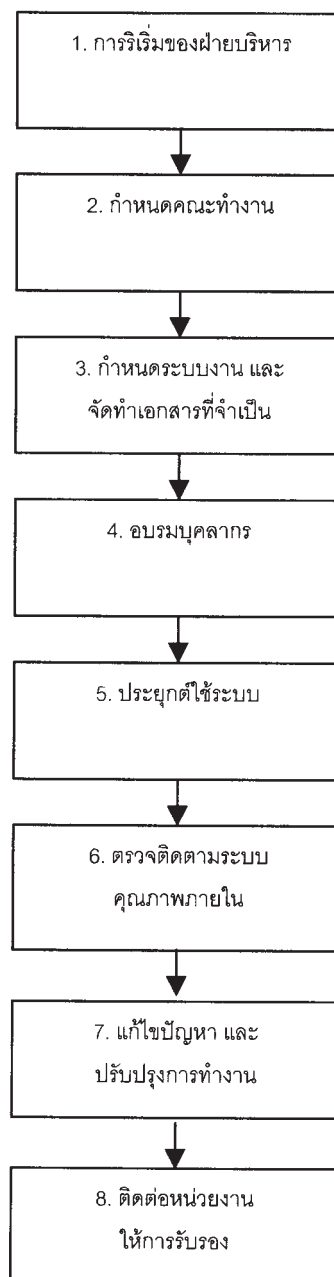 1. การริเริ่มของฝ่ายบริหาร
2. กำหนดคณะทำงาน
3. กำหนดระบบงาน และ
จัดทำเอกสารที่จำเป็น
4. อบรมบุคลากร
5. ประยุกต์ใช้ระบบ
6. ตรวจติดตามระบบ
คุณภาพภายใน
7. แก้ไขปัญหา และ
ปรับปรุงการทำงาน
8. ติดต่อหน่วยงาน
ให้การรับรอง